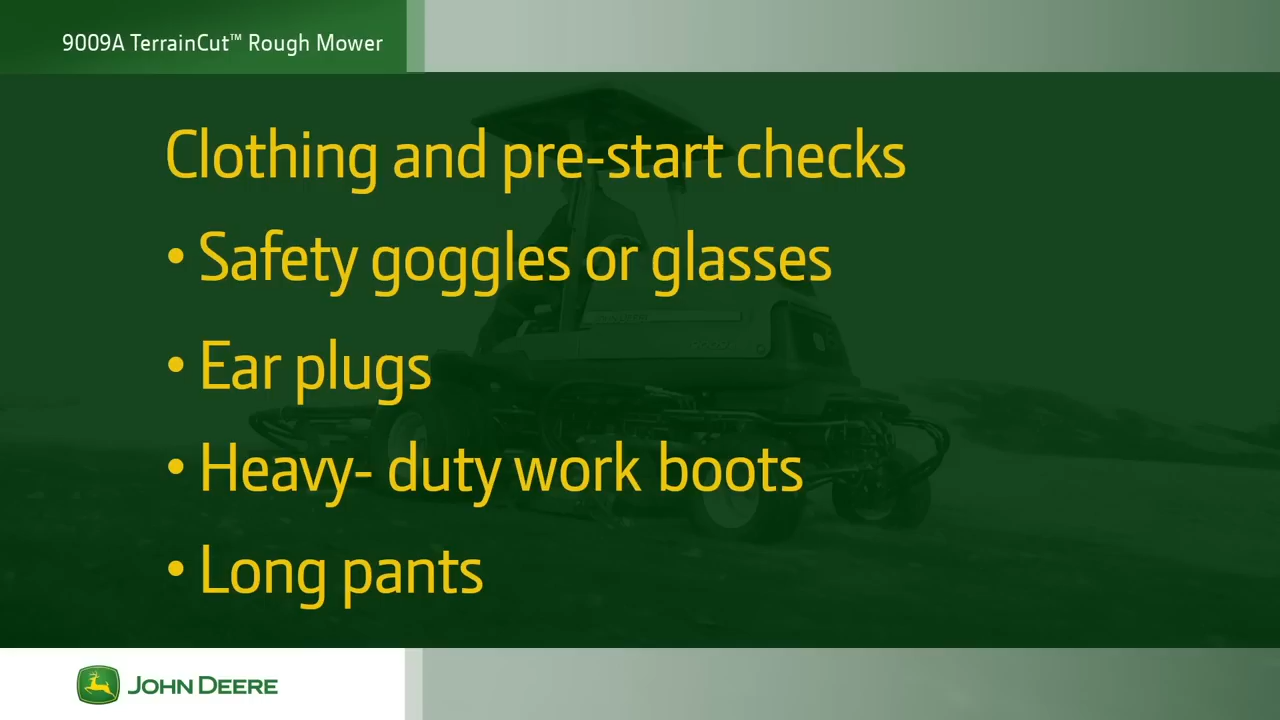 9009A TerrainCut™ Rough Mower
Clothing and pre-start checks
• Safety goggles or glasses
• Ear plugs
• Heavy- duty work boots
• Long pants
JOHN DEERE